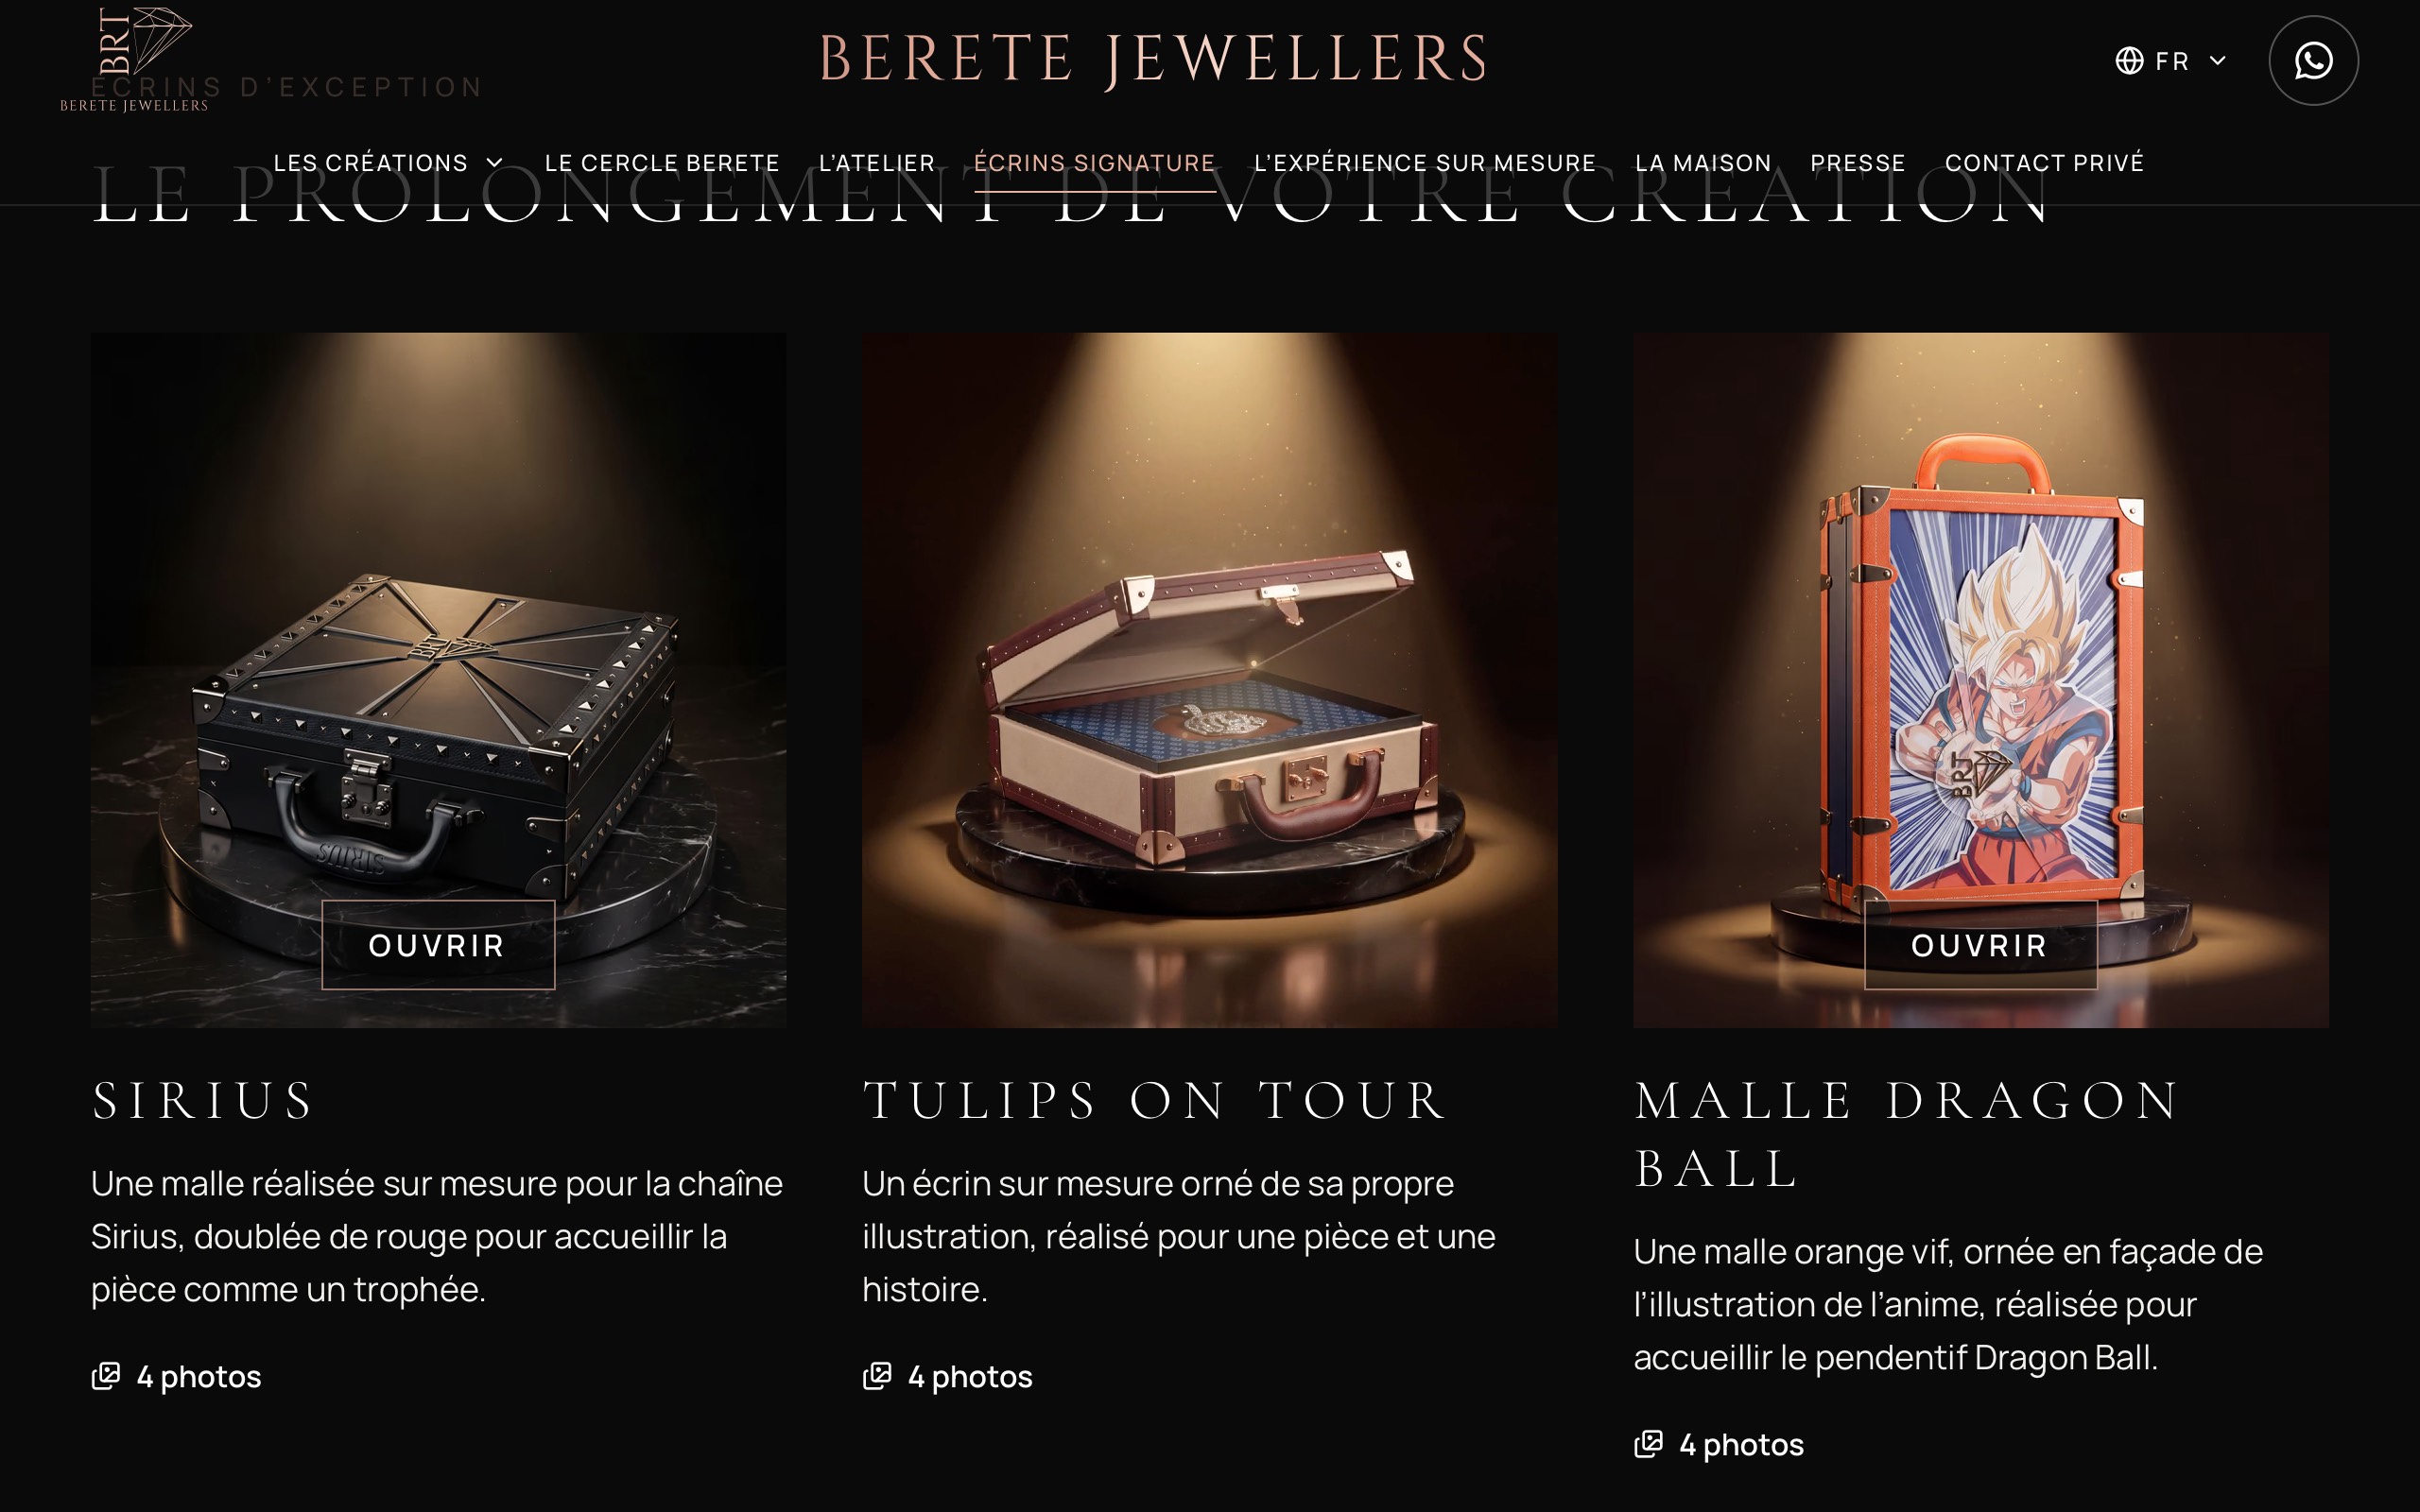 BRT
BERETE JEWELLERS
BERETE JEWELLERS
FR
ÉCRINS D’EXCEPTION
LES CRÉATIONS
LE CERCLE BERETE
L’ATELIER
ÉCRINS SIGNATURE
L’EXPÉRIENCE SUR MESURE
LA MAISON
PRESSE
CONTACT PRIVÉ
LE PROLONGEMENT DE VOTRE CRÉATION
BRT
SIRIUS
OUVRIR
BRT
OUVRIR
SIRIUS
Une malle réalisée sur mesure pour la chaîne
Sirius, doublée de rouge pour accueillir la
pièce comme un trophée.
4 photos
TULIPS ON TOUR
Un écrin sur mesure orné de sa propre
illustration, réalisé pour une pièce et une
histoire.
4 photos
MALLE DRAGON
BALL
Une malle orange vif, ornée en façade de
l’illustration de l’anime, réalisée pour
accueillir le pendentif Dragon Ball.
4 photos